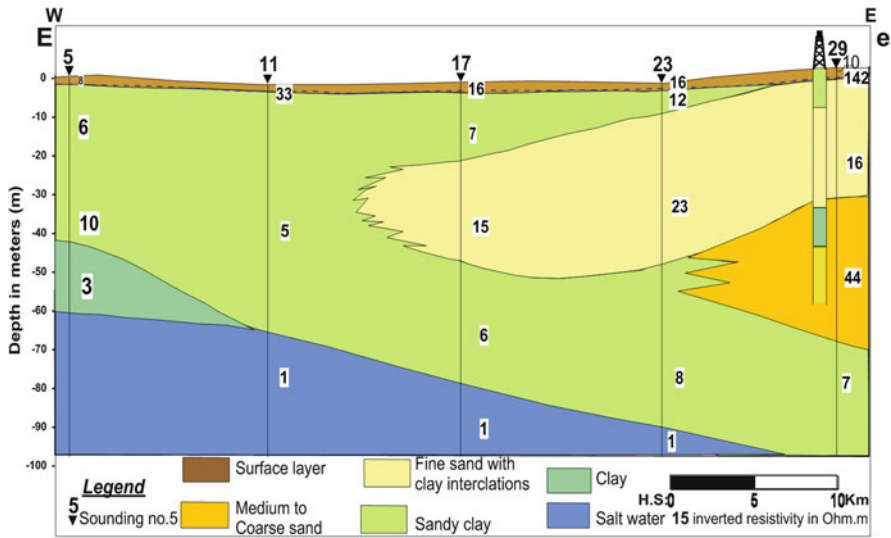 W
E
E
e
5
11
17
23
29
10
0
8
33
16
16
142
12
-10
6
7
-20
16
-30
23
10
5
15
-40
-50
3
44
-60
6
-70
1
8
7
-80
1
1
-90
-100
Depth in meters (m)
Legend
5
Sounding no.5
Surface layer
Medium to
Coarse sand
Fine sand with
clay interclations
Sandy clay
Clay
Salt water
H.S:0 5 10Km
15 inverted resistivity in Ohm.m